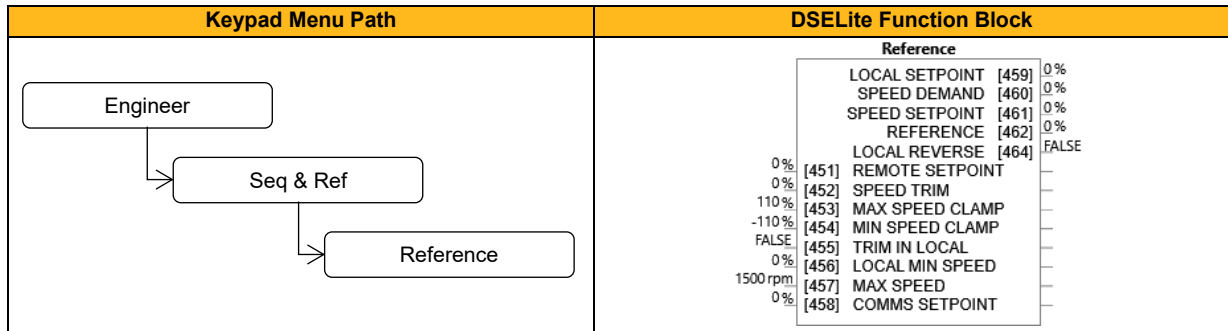 Keypad Menu Path
DSELite Function Block
Engineer
Seq & Ref
Reference
Reference
LOCAL SETPOINT [459] 0 %
SPEED DEMAND [460] 0 %
SPEED SETPOINT [461] 0 %
REFERENCE [462] 0 %
LOCAL REVERSE [464] FALSE
0 % [451] REMOTE SETPOINT
0 % [452] SPEED TRIM
110 % [453] MAX SPEED CLAMP
-110 % [454] MIN SPEED CLAMP
FALSE [455] TRIM IN LOCAL
0 % [456] LOCAL MIN SPEED
1500 rpm [457] MAX SPEED
0 % [458] COMMS SETPOINT